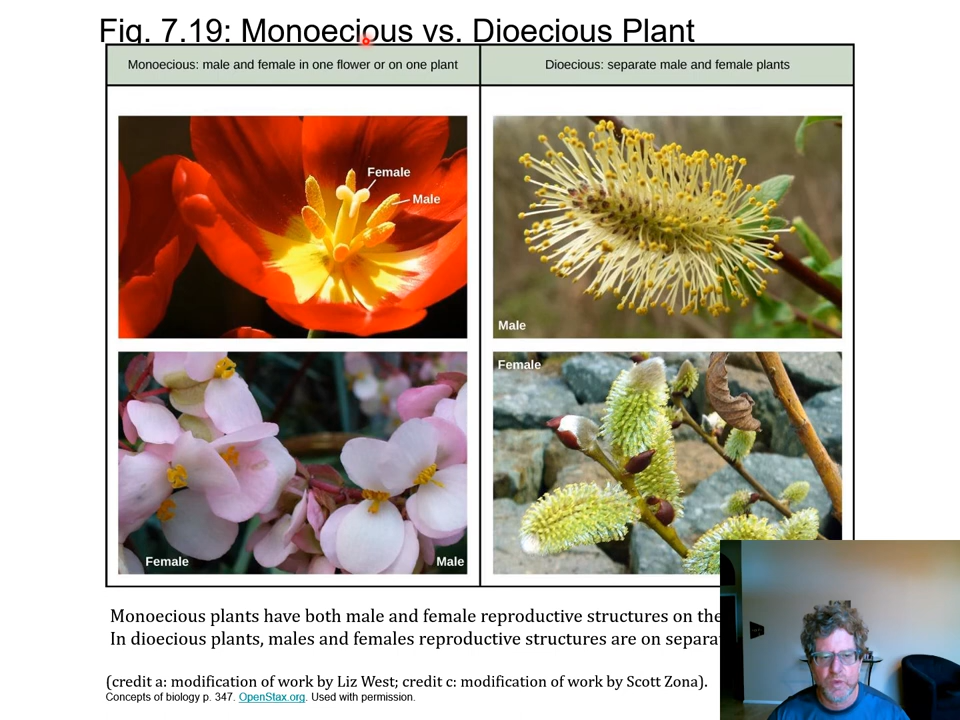 Fig. 7.19: Monoecious vs. Dioecious Plant
Monoecious: male and female in one flower or on one plant
Dioecious: separate male and female plants
Female
Male
Male
Female
Female
Male
Monoecious plants have both male and female reproductive structures on the
In dioecious plants, males and females reproductive structures are on
(credit a: modification of work by Liz West; credit c: modification of work by Scott Zona).
Concepts of biology p. 347. OpenStax.org. Used with permission.